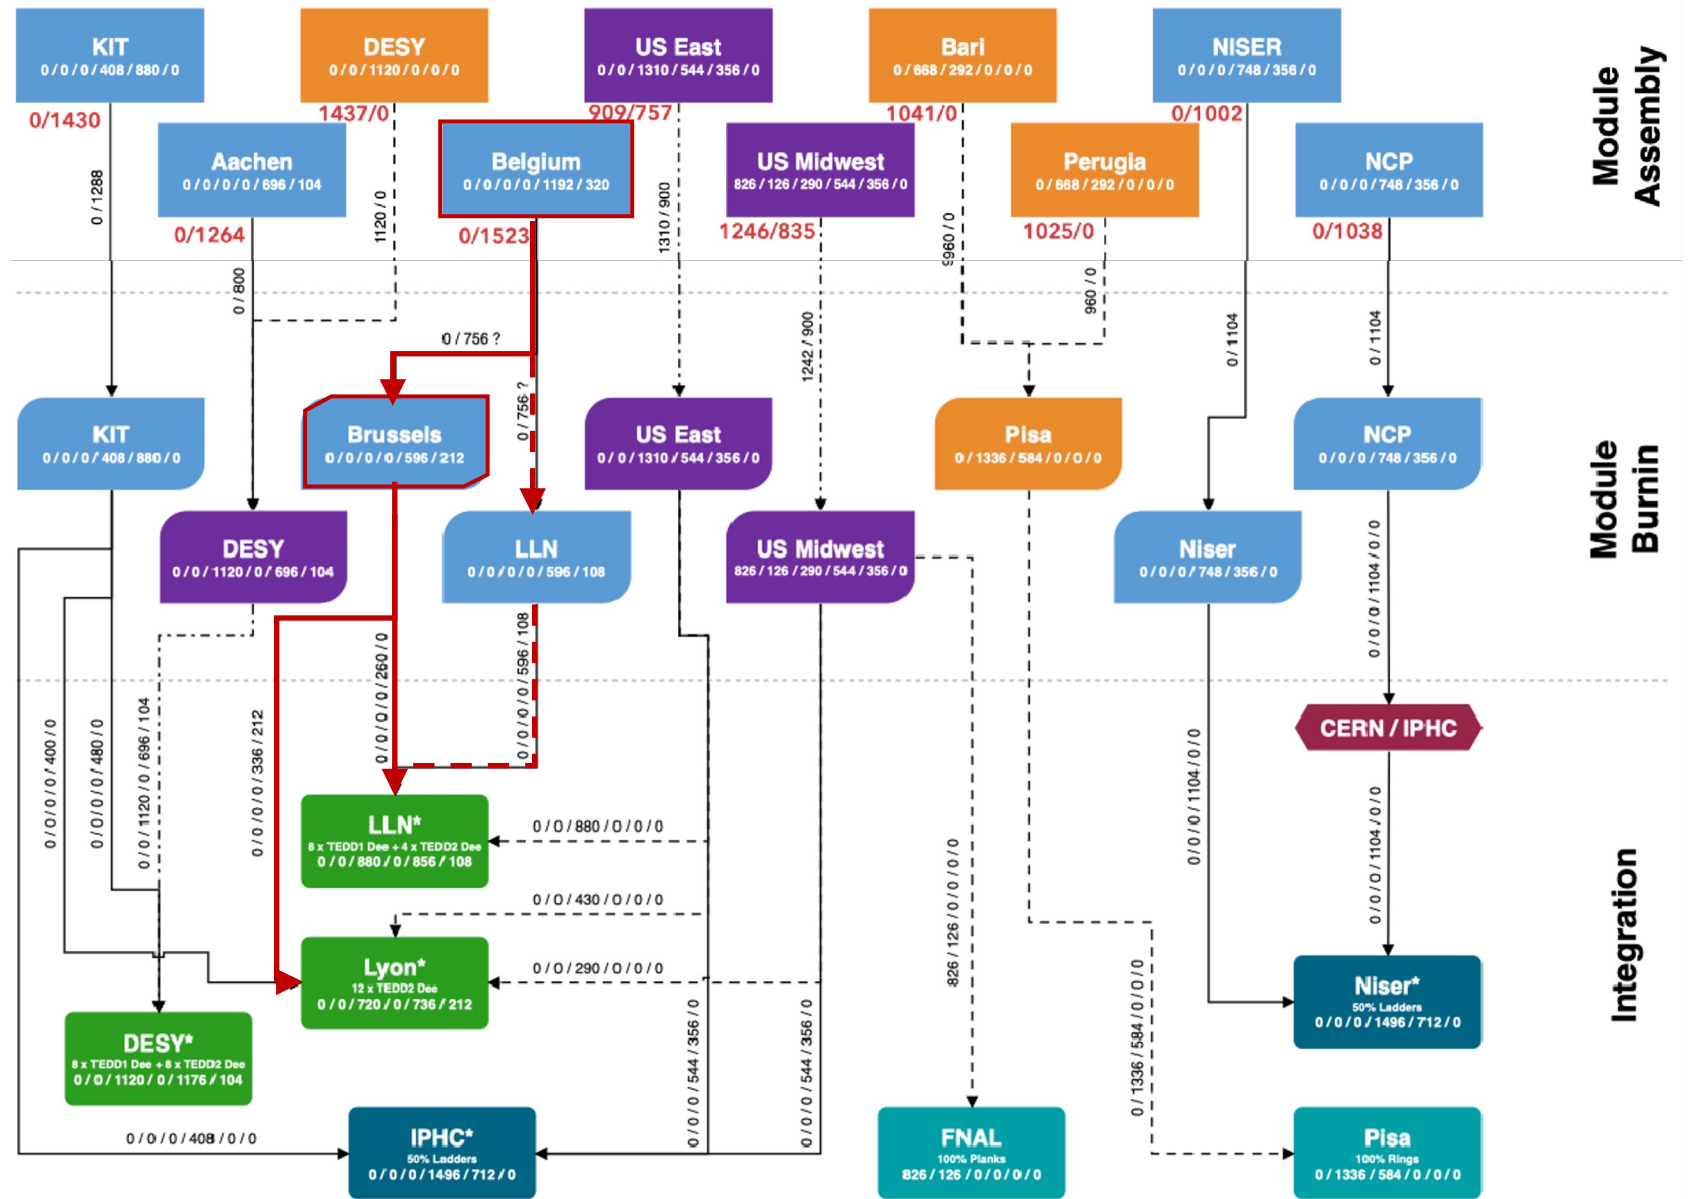 KIT
0 / 0 / 0 / 408 / 880 / 0
DESY
0 / 0 / 1120 / 0 / 0 / 0
US East
0 / 0 / 1310 / 544 / 356 / 0
Bari
0 / 668 / 292 / 0 / 0 / 0
NISER
0 / 0 / 0 / 748 / 356 / 0
0/1430
1437/0
909/757
1041/0
0/1002
Aachen
0 / 0 / 0 / 0 / 696 / 104
Belgium
0 / 0 / 0 / 0 / 1192 / 320
US Midwest
826 / 126 / 290 / 544 / 356 / 0
Perugia
0 / 668 / 292 / 0 / 0 / 0
NCP
0 / 0 / 0 / 748 / 356 / 0
0/1264
0/1523
1246/835
1025/0
0/1038
Module
Assembly
0 / 1288
1120 / 0
1310 / 900
9960 / 0
0 / 800
960 / 0
0 / 756 ?
0 / 756 ?
1242 / 900
0 / 1104
0 / 1104
KIT
0 / 0 / 0 / 408 / 880 / 0
Brussels
0 / 0 / 0 / 0 / 596 / 212
US East
0 / 0 / 1310 / 544 / 356 / 0
Pisa
0 / 1336 / 584 / 0 / 0 / 0
NCP
0 / 0 / 0 / 748 / 356 / 0
DESY
0 / 0 / 1120 / 0 / 696 / 104
LLN
0 / 0 / 0 / 0 / 596 / 108
US Midwest
826 / 126 / 290 / 544 / 356 / 0
Niser
0 / 0 / 0 / 748 / 356 / 0
Module
Burnin
0 / 0 / 0 / 0 / 400 / 0
0 / 0 / 0 / 0 / 480 / 0
0 / 0 / 1120 / 0 / 696 / 104
0 / 0 / 0 / 0 / 336 / 212
0 / 0 / 0 / 0 / 260 / 0
0 / 0 / 0 / 0 / 596 / 108
0 / 0 / 0 / 1104 / 0 / 0
CERN / IPHC
0 / 0 / 0 / 1104 / 0 / 0
0 / 0 / 0 / 1104 / 0 / 0
LLN*
8 x TEDD1 Dee + 4 x TEDD2 Dee
0 / 0 / 880 / 0 / 856 / 108
0 / 0 / 880 / 0 / 0 / 0
0 / 0 / 430 / 0 / 0 / 0
Lyon*
12 x TEDD2 Dee
0 / 0 / 720 / 0 / 736 / 212
0 / 0 / 290 / 0 / 0 / 0
826 / 126 / 0 / 0 / 0 / 0
0 / 1336 / 584 / 0 / 0 / 0
Niser*
50% Ladders
0 / 0 / 0 / 1496 / 712 / 0
DESY*
8 x TEDD1 Dee + 8 x TEDD2 Dee
0 / 0 / 1120 / 0 / 1176 / 104
0 / 0 / 0 / 544 / 356 / 0
0 / 0 / 0 / 544 / 356 / 0
0 / 0 / 0 / 408 / 0 / 0
IPHC*
50% Ladders
0 / 0 / 0 / 1496 / 712 / 0
FNAL
100% Planks
826 / 126 / 0 / 0 / 0 / 0
Pisa
100% Rings
0 / 1336 / 584 / 0 / 0 / 0
Integration